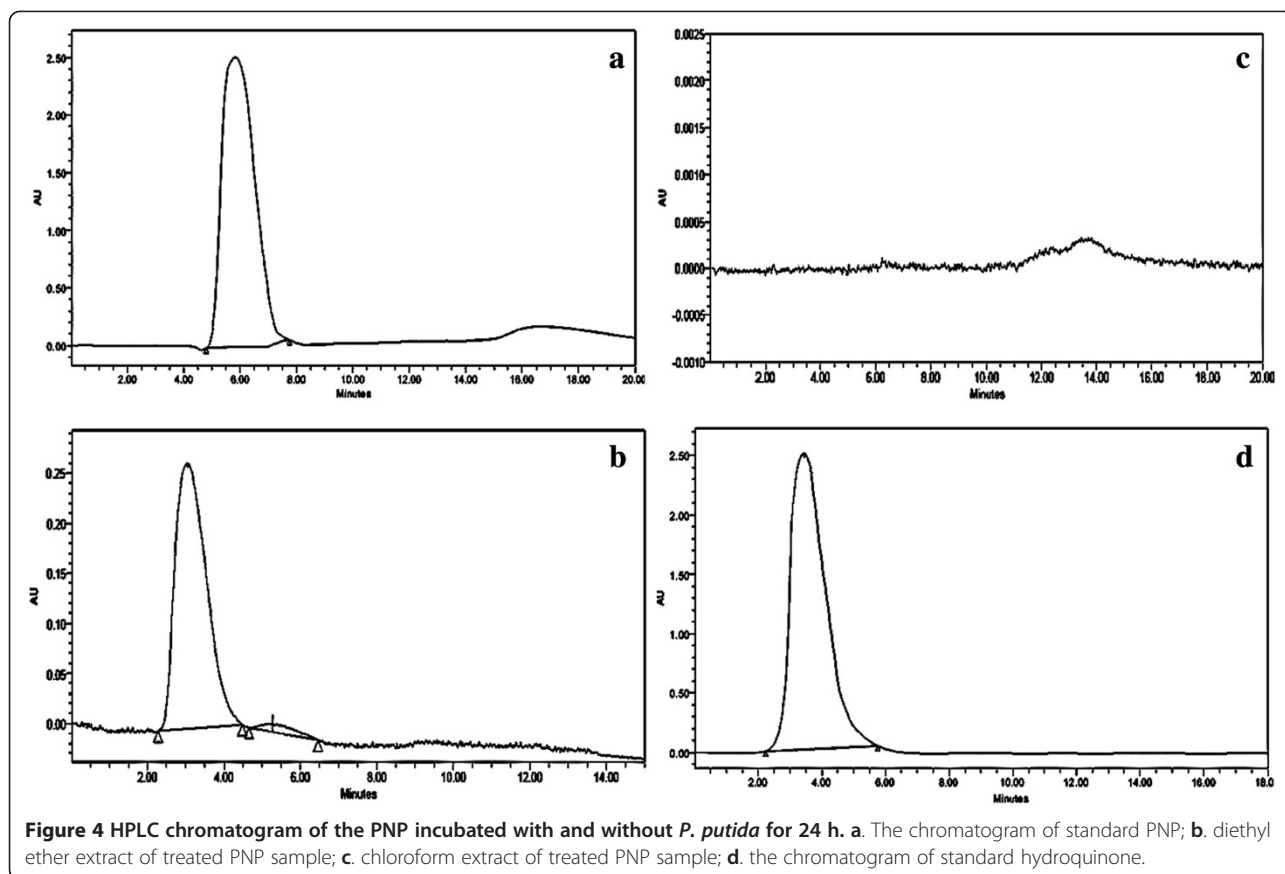 a
2.50
2.00
1.50
1.00
0.50
0.00
AU
2.00 4.00 6.00 8.00 10.00 12.00 14.00 16.00 18.00 20.00
Minutes
c
0.0025
0.0020
0.0015
0.0010
0.0005
0.0000
-0.0005
-0.0010
AU
2.00 4.00 6.00 8.00 10.00 12.00 14.00 16.00 18.00 20.00
Minutes
b
0.25
0.20
0.15
0.10
0.05
0.00
AU
2.00 4.00 6.00 8.00 10.00 12.00 14.00
Minutes
d
2.50
2.00
1.50
1.00
0.50
0.00
AU
2.00 4.00 6.00 8.00 10.00 12.00 14.00 16.00 18.0
Minutes
Figure 4 HPLC chromatogram of the PNP incubated with and without P. putida for 24 h. a. The chromatogram of standard PNP; b. diethyl
ether extract of treated PNP sample; c. chloroform extract of treated PNP sample; d. the chromatogram of standard hydroquinone.